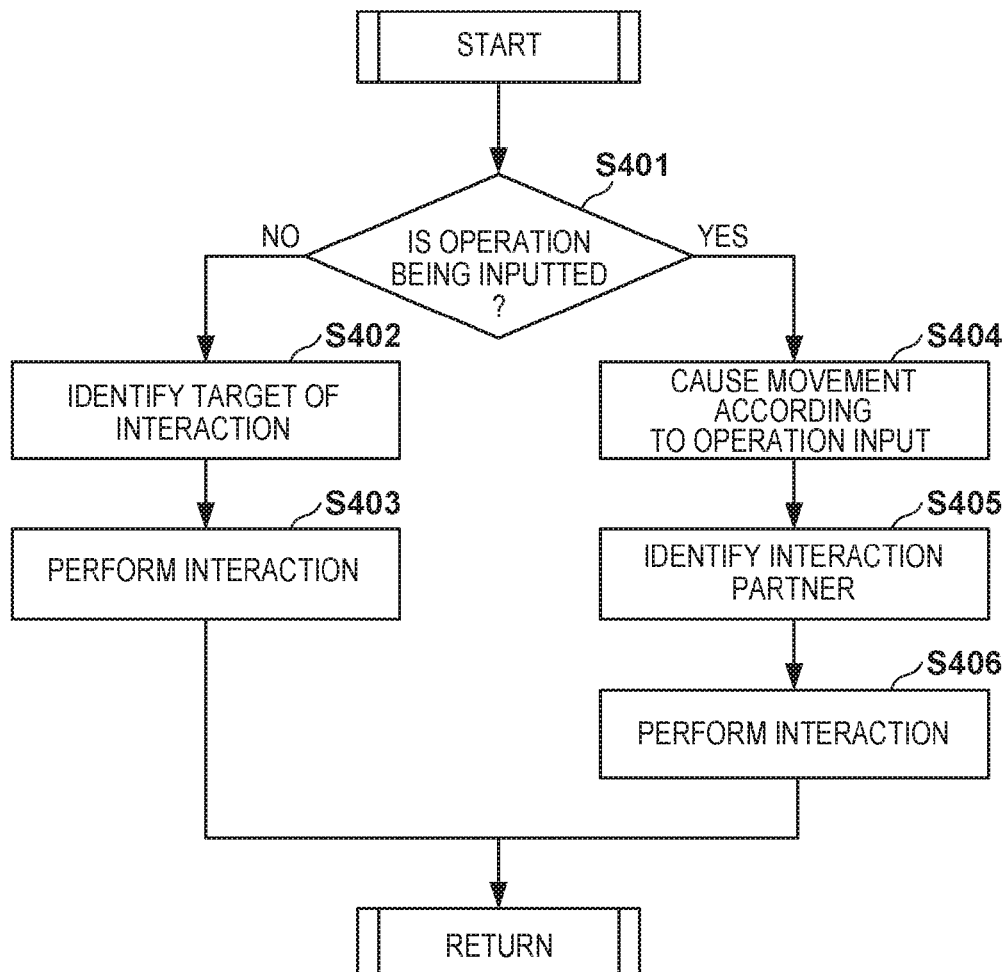 START
S401
NO
IS OPERATION
BEING INPUTTED
?
YES
S402
IDENTIFY TARGET OF
INTERACTION
S403
PERFORM INTERACTION
S404
CAUSE MOVEMENT
ACCORDING
TO OPERATION INPUT
S405
IDENTIFY INTERACTION
PARTNER
S406
PERFORM INTERACTION
RETURN